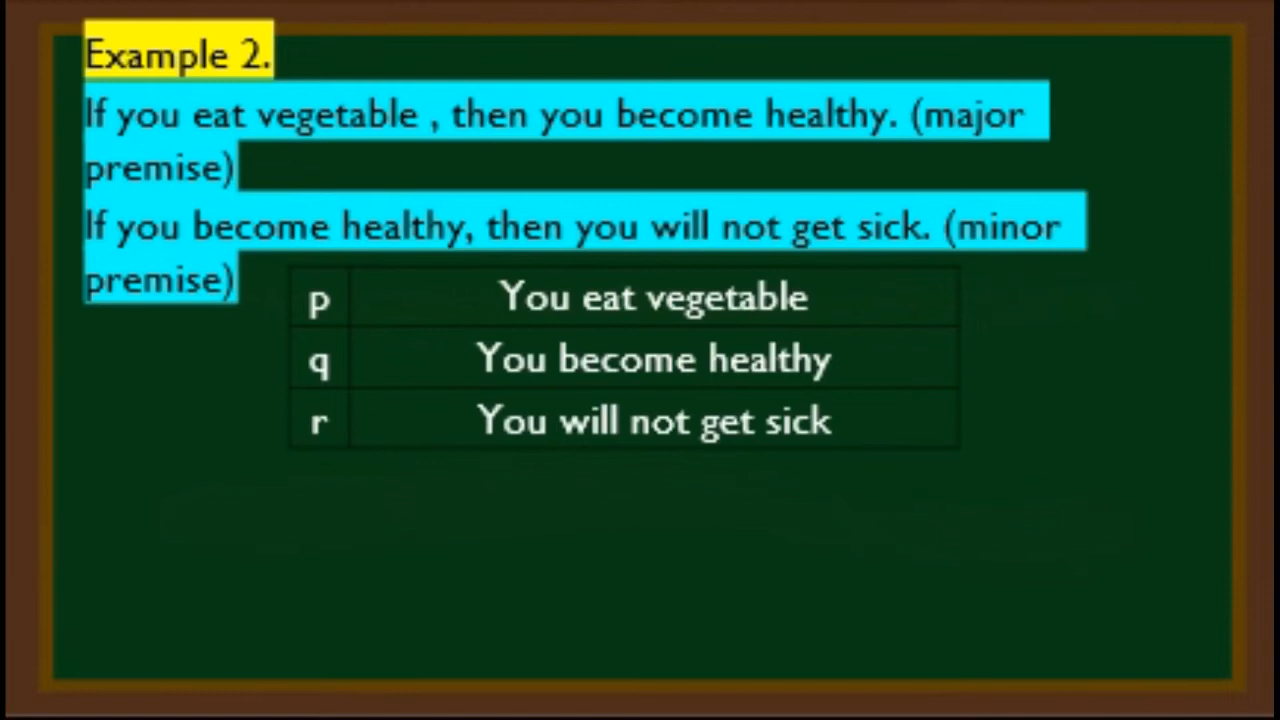 Example 2.
If you eat vegetable , then you become healthy. (major
premise)
If you become healthy, then you will not get sick. (minor
premise)
p You eat vegetable
q You become healthy
r You will not get sick